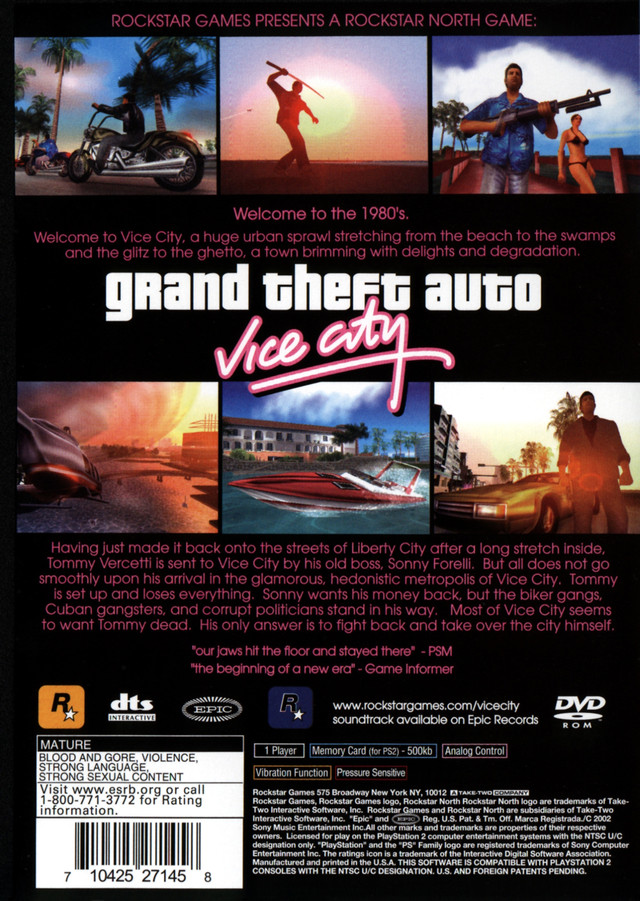 ROCKSTAR GAMES PRESENTS A ROCKSTAR NORTH GAME:
Welcome to the 1980's.
Welcome to Vice City, a huge urban sprawl stretching from the beach to the swamps
and the glitz to the ghetto, a town brimming with delights and degradation.
grand theft auto
Vice City
Having just made it back onto the streets of Liberty City after a long stretch inside,
Tommy Vercetti is sent to Vice City by his old boss, Sonny Forelli. But all does not go
smoothly upon his arrival in the glamorous, hedonistic metropolis of Vice City. Tommy
is set up and loses everything. Sonny wants his money back, but the biker gangs,
Cuban gangsters, and corrupt politicians stand in his way. Most of Vice City seems
to want Tommy dead. His only answer is to fight back and take over the city himself.
"our jaws hit the floor and stayed there" - PSM
"the beginning of a new era" - Game Informer
R
dts
INTERACTIVE
EPIC
R
www.rockstargames.com/vicecity
soundtrack available on Epic Records
DVD
ROM
MATURE
BLOOD AND GORE, VIOLENCE,
STRONG LANGUAGE,
STRONG SEXUAL CONTENT
Visit www.esrb.org or call
1-800-771-3772 for Rating
information.
7 10425 27145 8
1 Player
Memory Card (for PS2) - 500kb
Analog Control
Vibration Function
Pressure Sensitive
Rockstar Games 575 Broadway New York NY, 10012 A TAKE-TWO COMPANY
Rockstar Games, Rockstar Games logo, Rockstar North Rockstar North logo are trademarks of Take-
Two Interactive Software, Inc. Rockstar Games and Rockstar North are subsidiaries of Take-Two
Interactive Software, Inc. "Epic" and EPIC Reg. U.S. Pat. & Tm. Off. Marca Registrada./C 2002
Sony Music Entertainment Inc.All other marks and trademarks are properties of their respective
owners. Licensed for play on the PlayStation 2 computer entertainment systems with the NTSC U/C
designation only. "PlayStation" and the "PS" Family logo are registered trademarks of Sony Computer
Entertainment Inc. The ratings icon is a trademark of the Interactive Digital Software Association.
Manufactured and printed in the U.S.A. THIS SOFTWARE IS COMPATIBLE WITH PLAYSTATION 2
CONSOLES WITH THE NTSC U/C DESIGNATION. U.S. AND FOREIGN PATENTS PENDING.